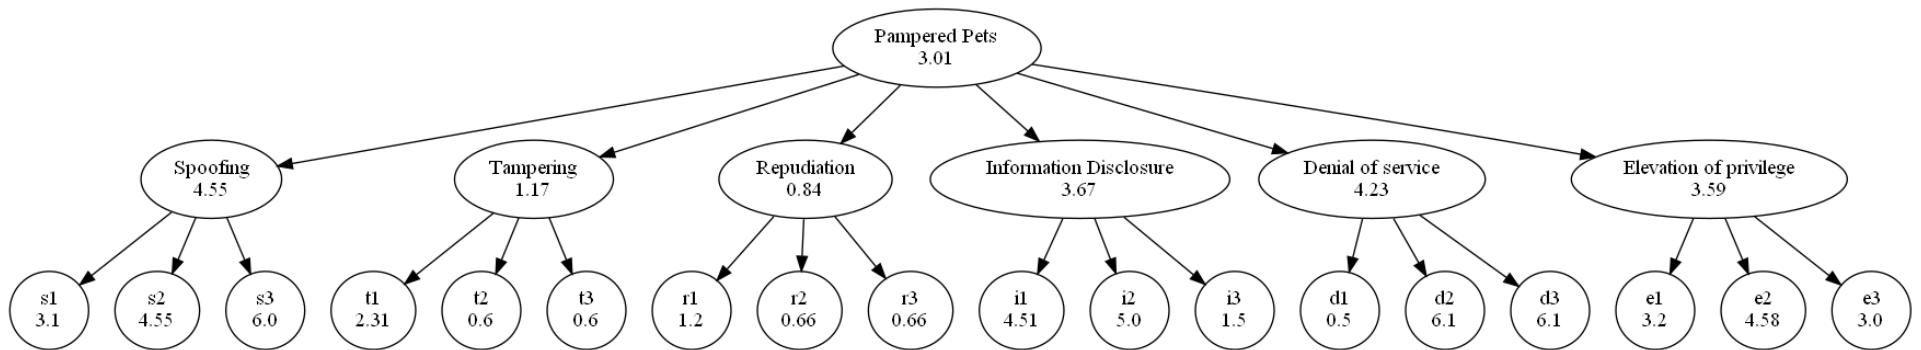 Pampered Pets
3.01
Spoofing
4.55
Tampering
1.17
Repudiation
0.84
Information Disclosure
3.67
Denial of service
4.23
Elevation of privilege
3.59
s1
3.1
s2
4.55
s3
6.0
t1
2.31
t2
0.6
t3
0.6
r1
1.2
r2
0.66
r3
0.66
i1
4.51
i2
5.0
i3
1.5
d1
0.5
d2
6.1
d3
6.1
e1
3.2
e2
4.58
e3
3.0